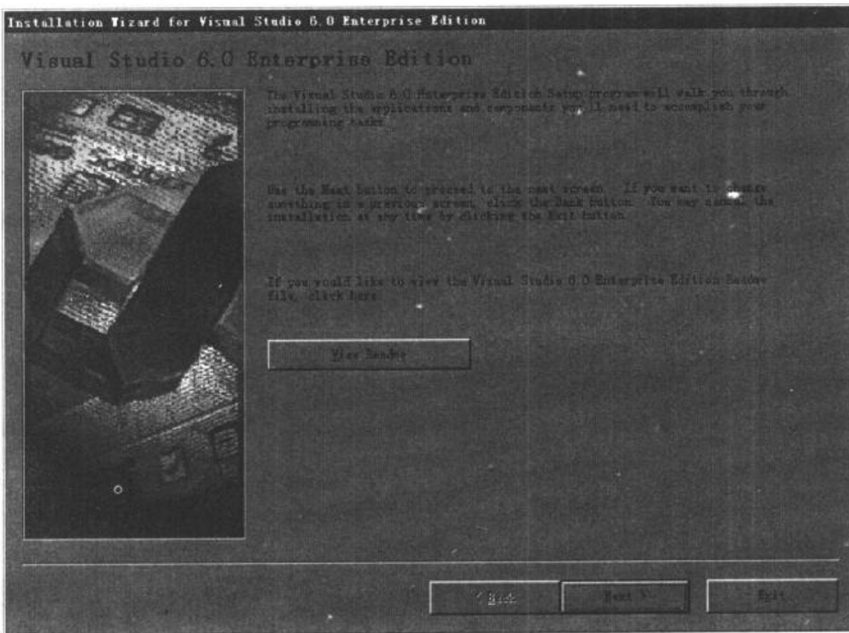 Installation Wizard for Visual Studio 6.0 Enterprise Edition
Visual Studio 6.0 Enterprise Edition
The Visual Studio 6.0 Enterprise Edition Setup program will walk you through
installing the applications and components you'll need to accomplish your
programming tasks.
Use the Next button to proceed to the next screen. If you want to change
something in a previous screen, click the Back button. You may cancel the
installation at any time by clicking the Exit button.
If you would like to view the Visual Studio 6.0 Enterprise Edition Readme
file, click here
View Readme
< Back
Next >
Exit